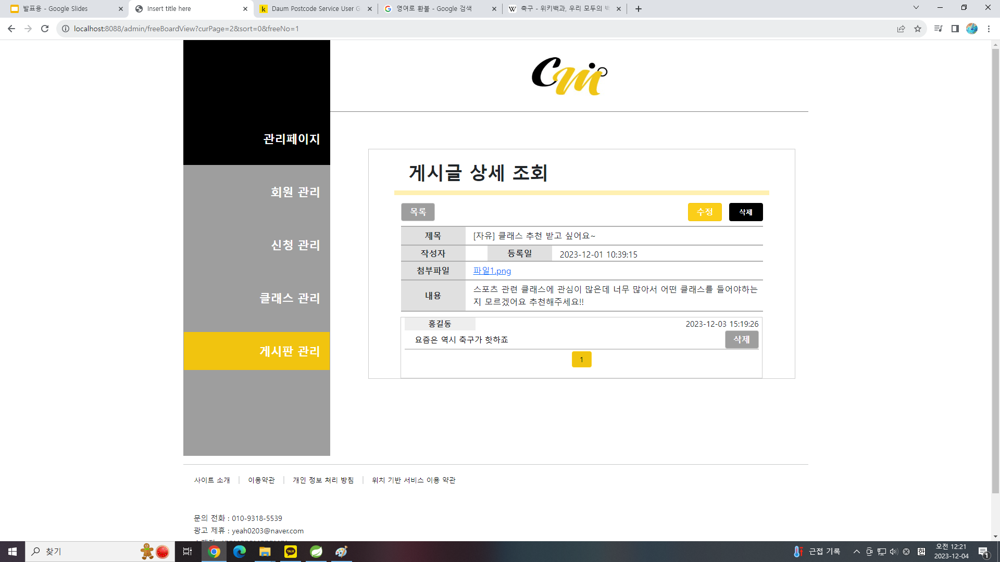 발표용 - Google Slides
Insert title here
Daum Postcode Service User G
영여로 환불 - Google 검색
축구 - 위키백과, 우리 모두의 백
localhost:8088/admin/freeBoardView?curPage=2&sort=0&freeNo=1
관리페이지
회원 관리
신청 관리
클래스 관리
게시판 관리
Cm
게시글 상세 조회
목록 수정 삭제
제목 [자유] 클래스 추천 받고 싶어요~
작성자 등록일 2023-12-01 10:39:15
첨부파일 파일1.png
내용 스포츠 관련 클래스에 관심이 많은데 너무 많아서 어떤 클래스를 들어야하는
지 모르겠어요 추천해주세요!!
홍길동 2023-12-03 15:19:26
요즘은 역시 축구가 핫하죠 삭제
1
사이트 소개 이용약관 개인 정보 처리 방침 위치 기반 서비스 이용 약관
문의 전화 : 010-9318-5539
광고 제휴 : yeah0203@naver.com
찾기
TALK
근접 기록
한
오전 12:21
2023-12-04
1